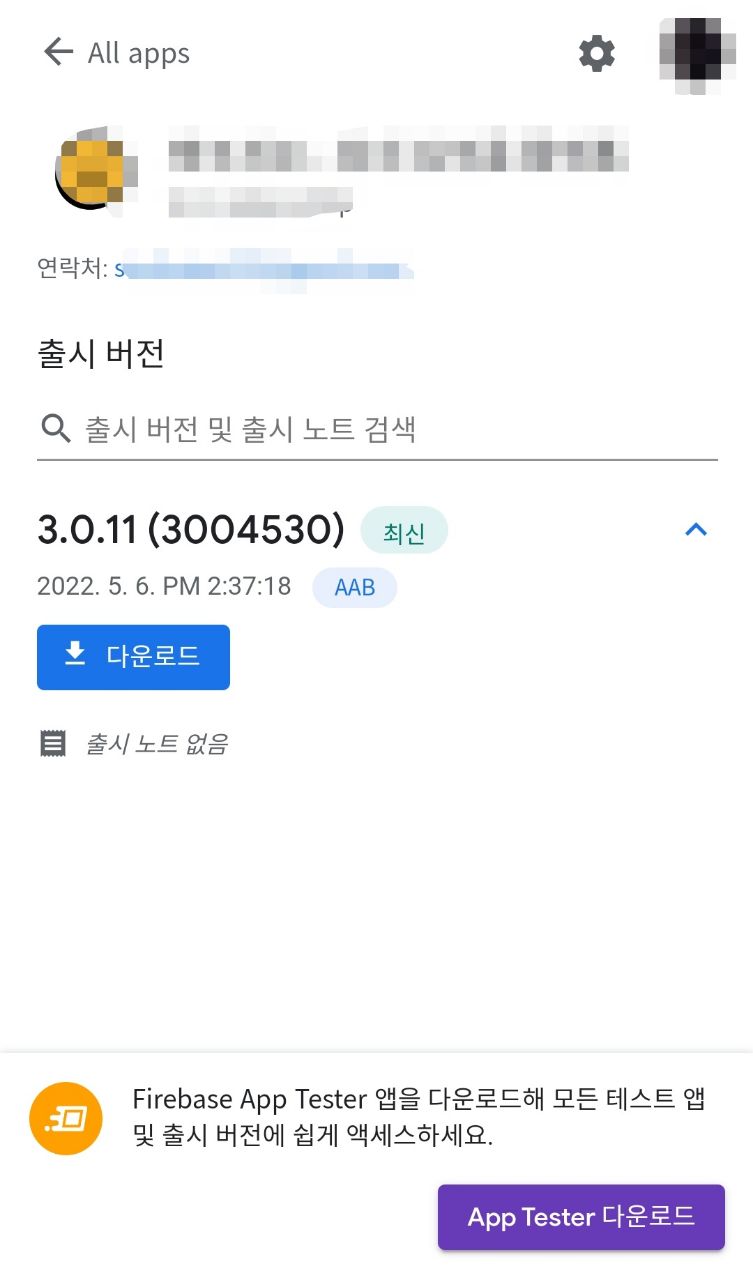 All apps
연락처:
출시 버전
출시 버전 및 출시 노트 검색
3.0.11 (3004530) 최신
2022. 5. 6. PM 2:37:18 AAB
다운로드
출시 노트 없음
Firebase App Tester 앱을 다운로드해 모든 테스트 앱
및 출시 버전에 쉽게 액세스하세요.
App Tester 다운로드